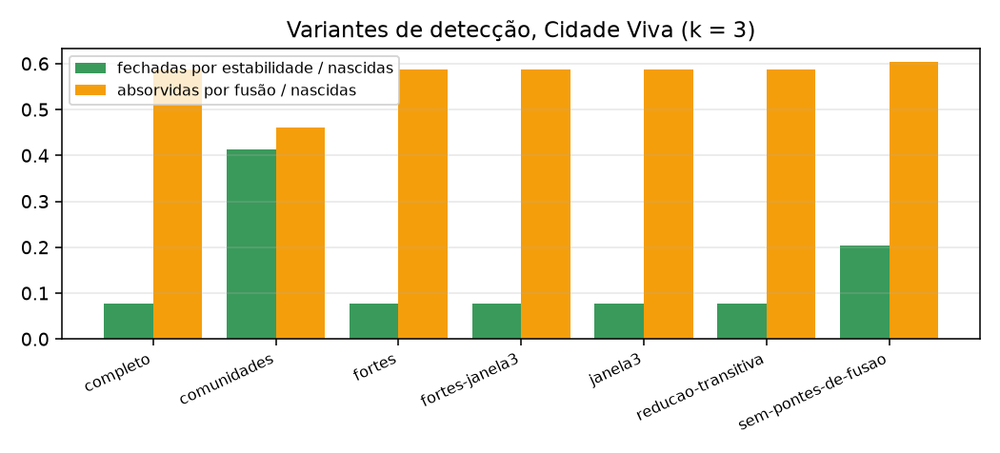 Variantes de detecção, Cidade Viva (k = 3)
fechadas por estabilidade / nascidas
absorvidas por fusão / nascidas
0.6
0.5
0.4
0.3
0.2
0.1
0.0
completo
comunidades
fortes
fortes-janela3
janela3
reducao-transitiva
sem-pontes-de-fusao